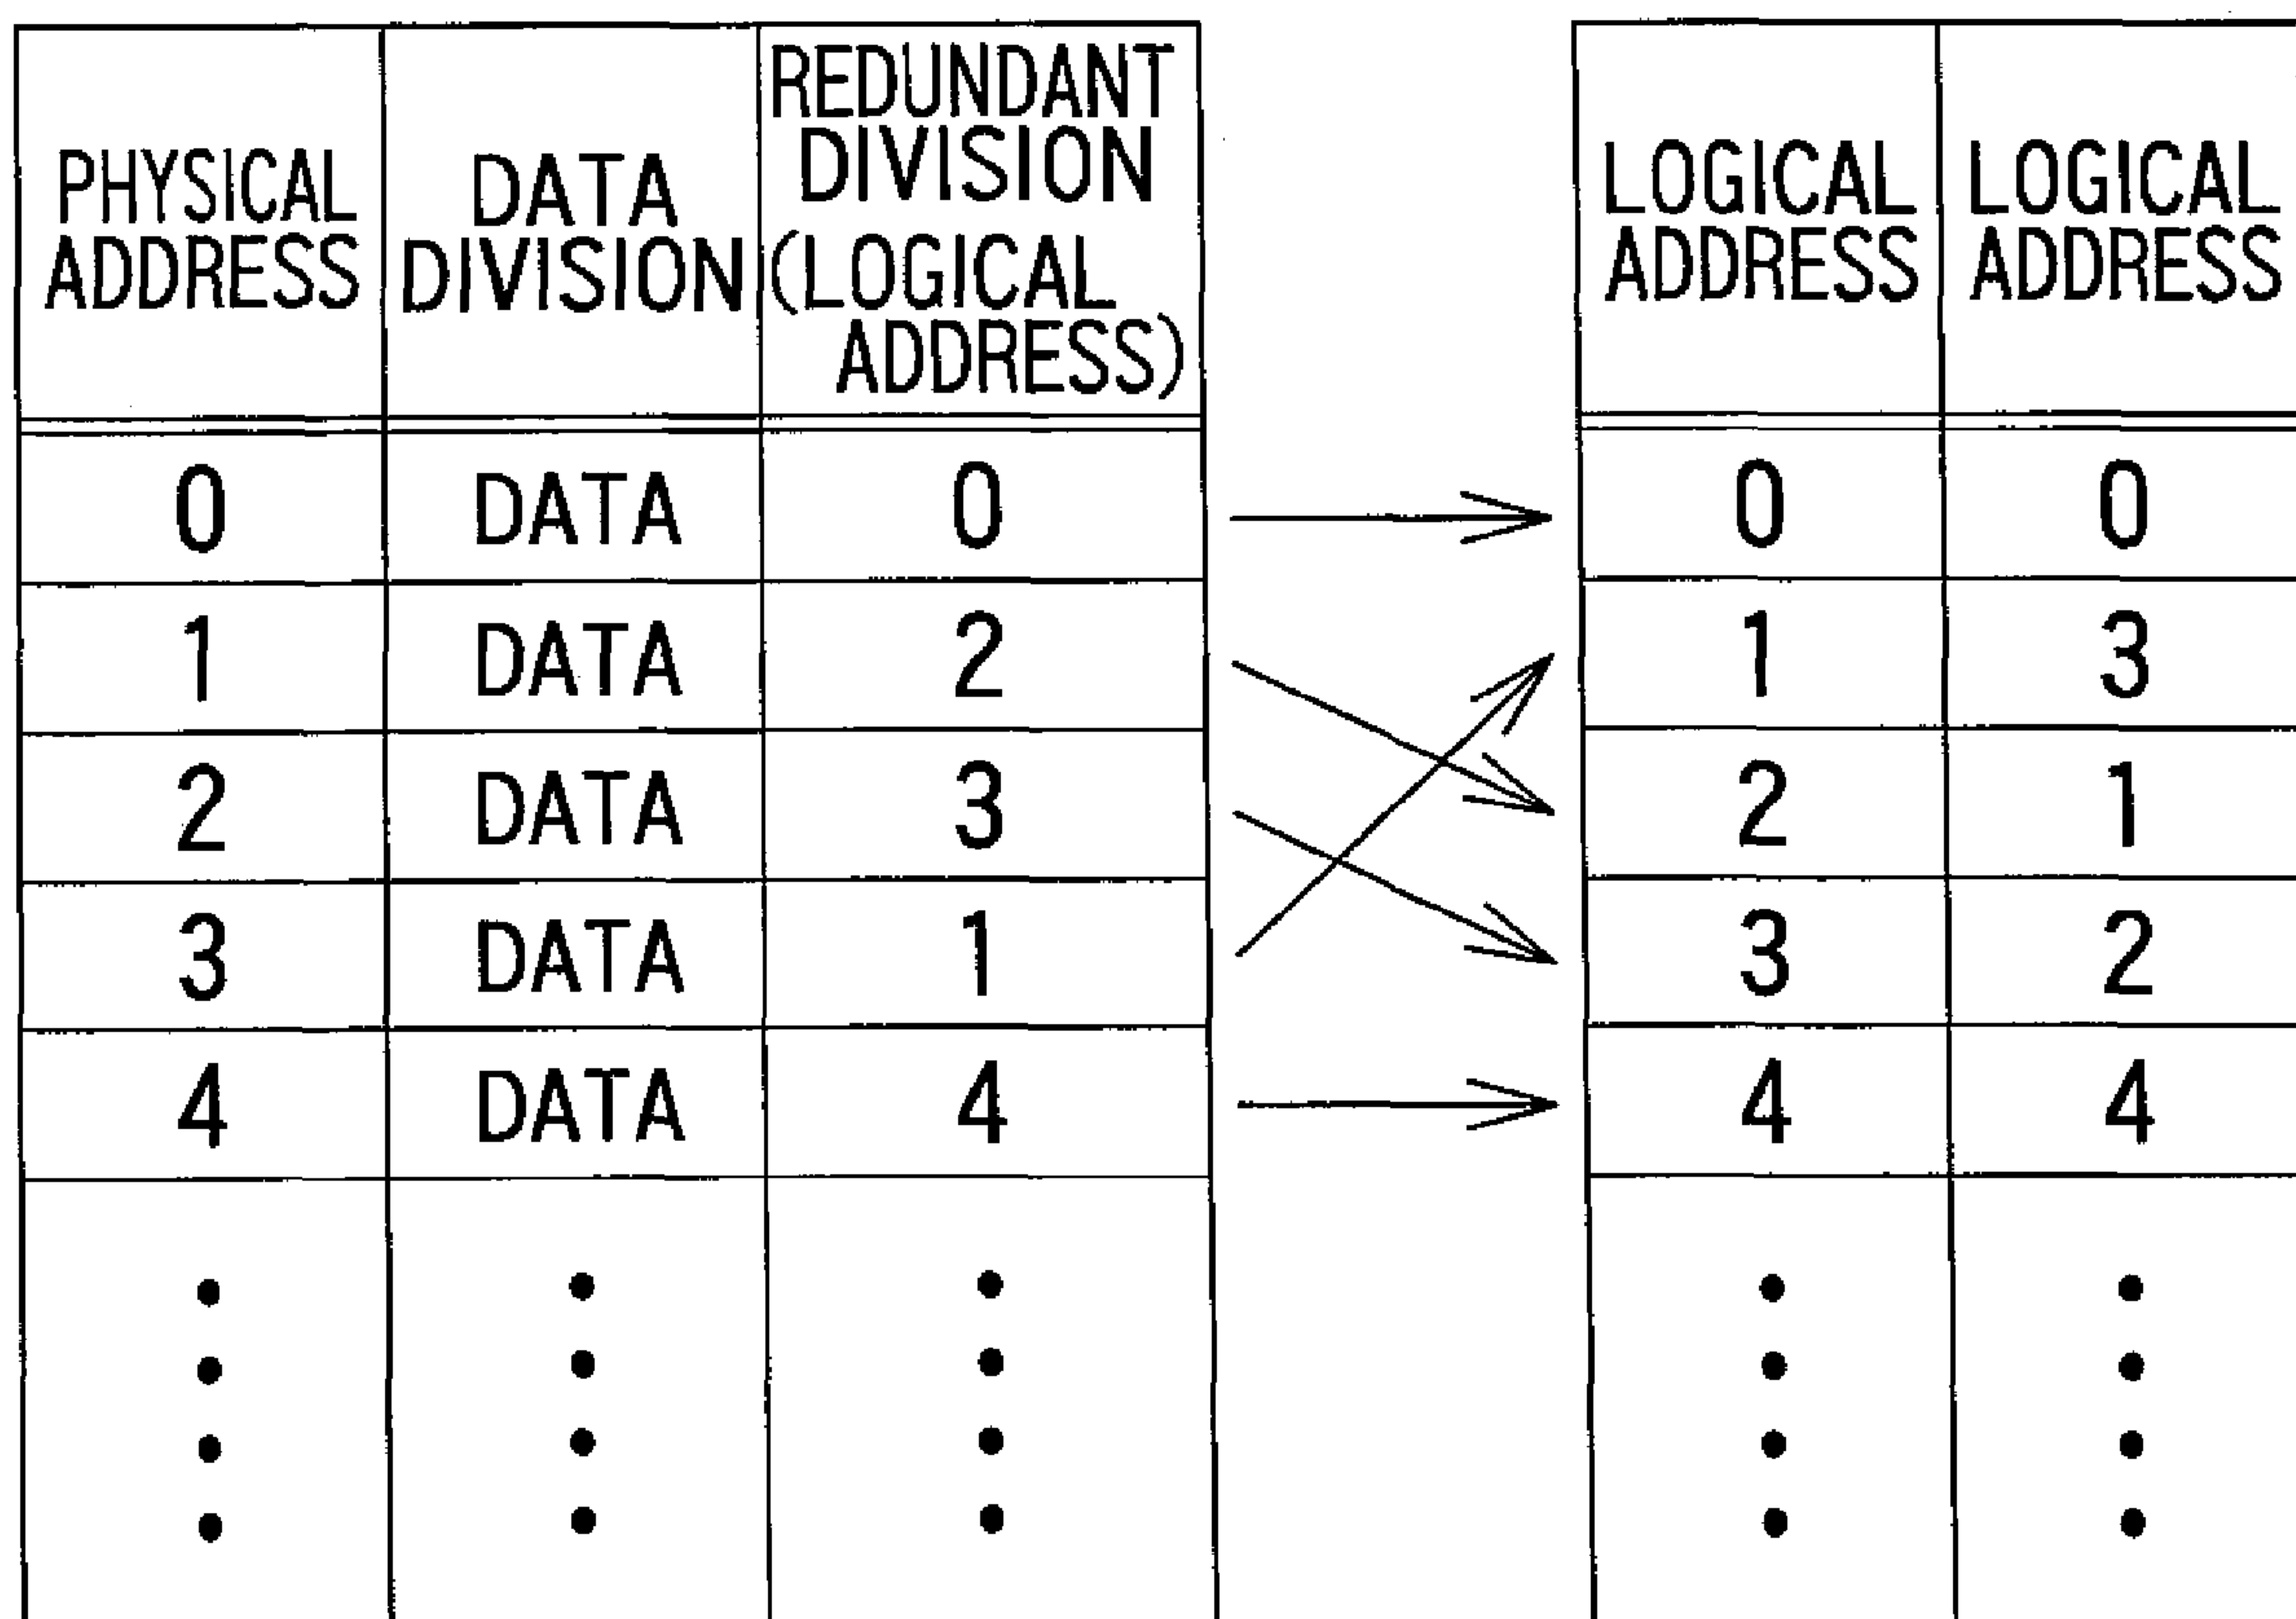 PHYSICAL
ADDRESS
DATA
DIVISION
REDUNDANT
DIVISION
(LOGICAL
ADDRESS)
0 DATA 0
1 DATA 2
2 DATA 3
3 DATA 1
4 DATA 4
LOGICAL
ADDRESS
LOGICAL
ADDRESS
0 0
1 3
2 1
3 2
4 4